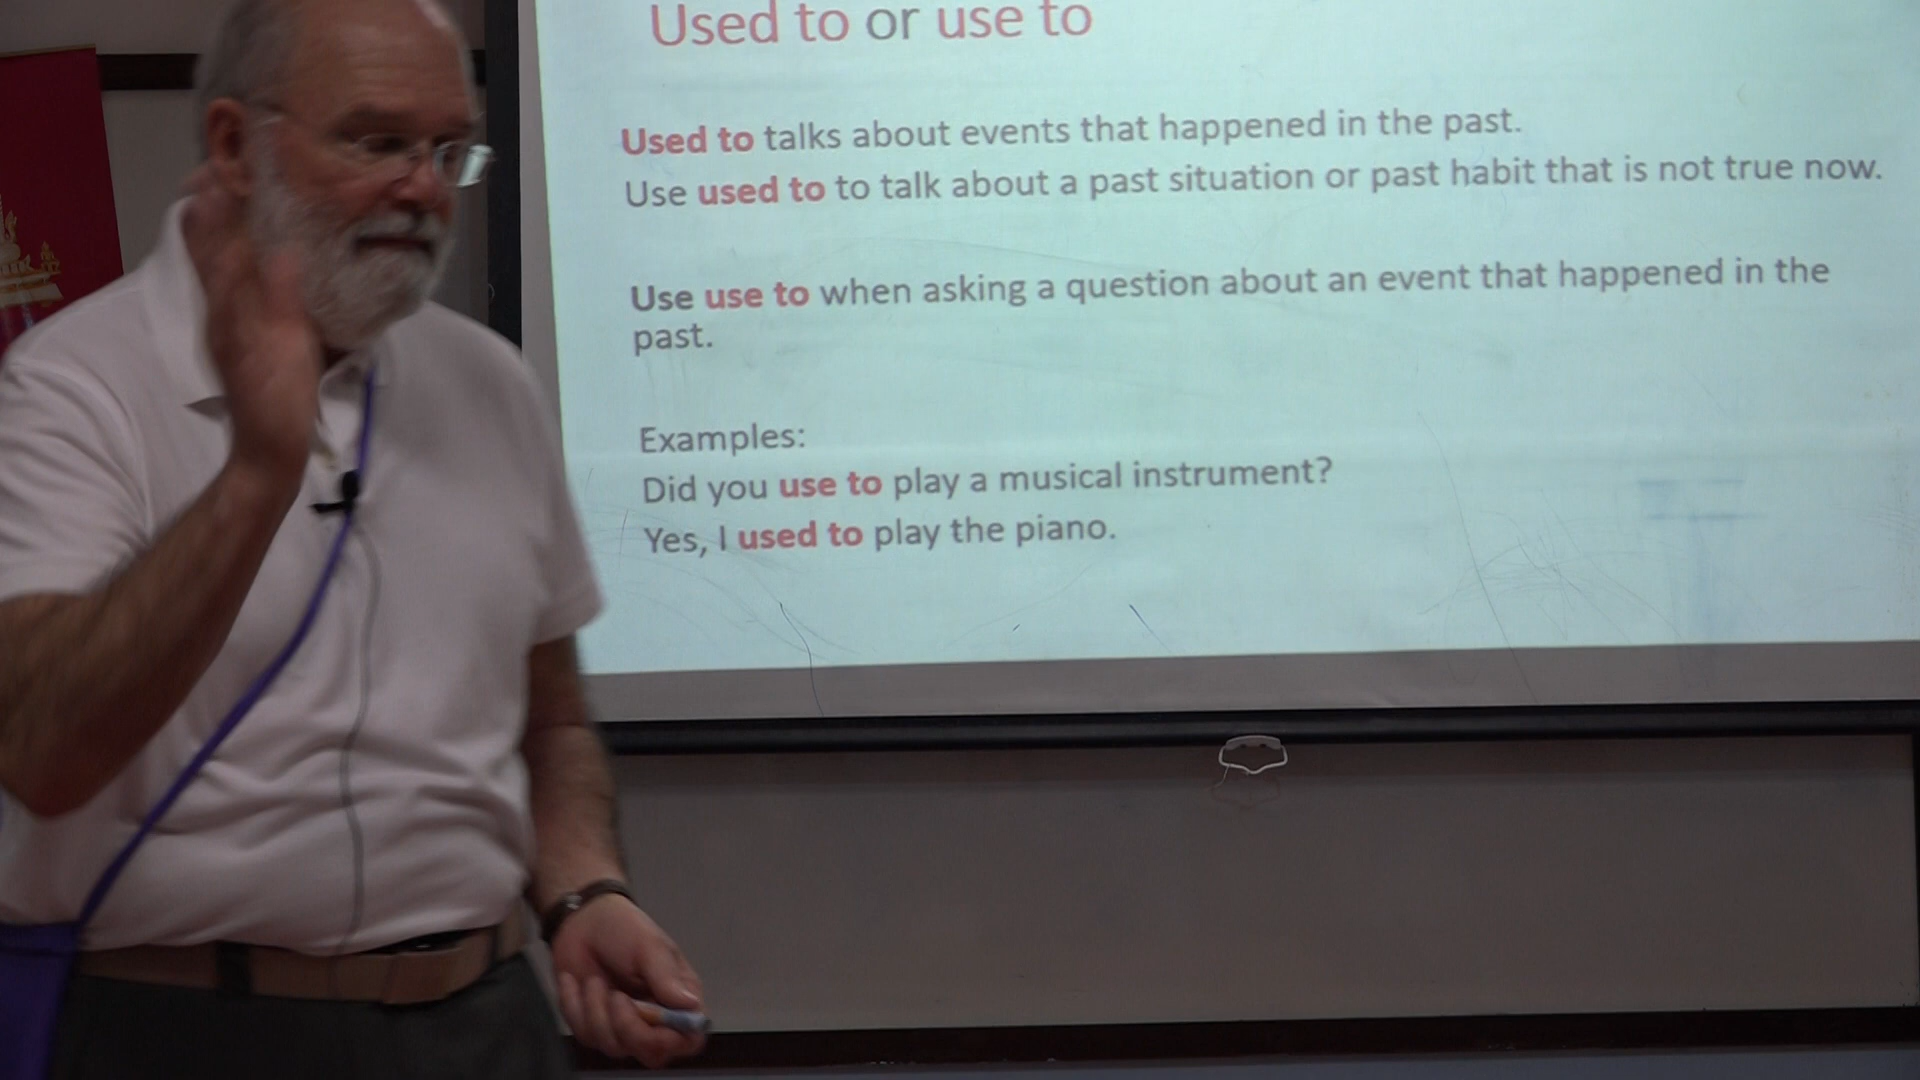 Used to or use to
Used to talks about events that happened in the past.
Use used to to talk about a past situation or past habit that is not true now.
Use use to when asking a question about an event that happened in the
past.
Examples:
Did you use to play a musical instrument?
Yes, I used to play the piano.